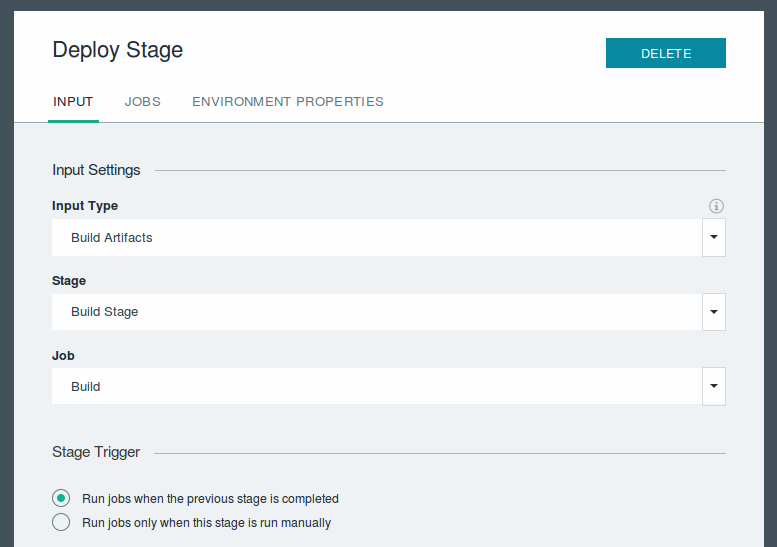 Deploy Stage
DELETE
INPUT JOBS ENVIRONMENT PROPERTIES
Input Settings
Input Type
Build Artifacts
Stage
Build Stage
Job
Build
Stage Trigger
Run jobs when the previous stage is completed
Run jobs only when this stage is run manually